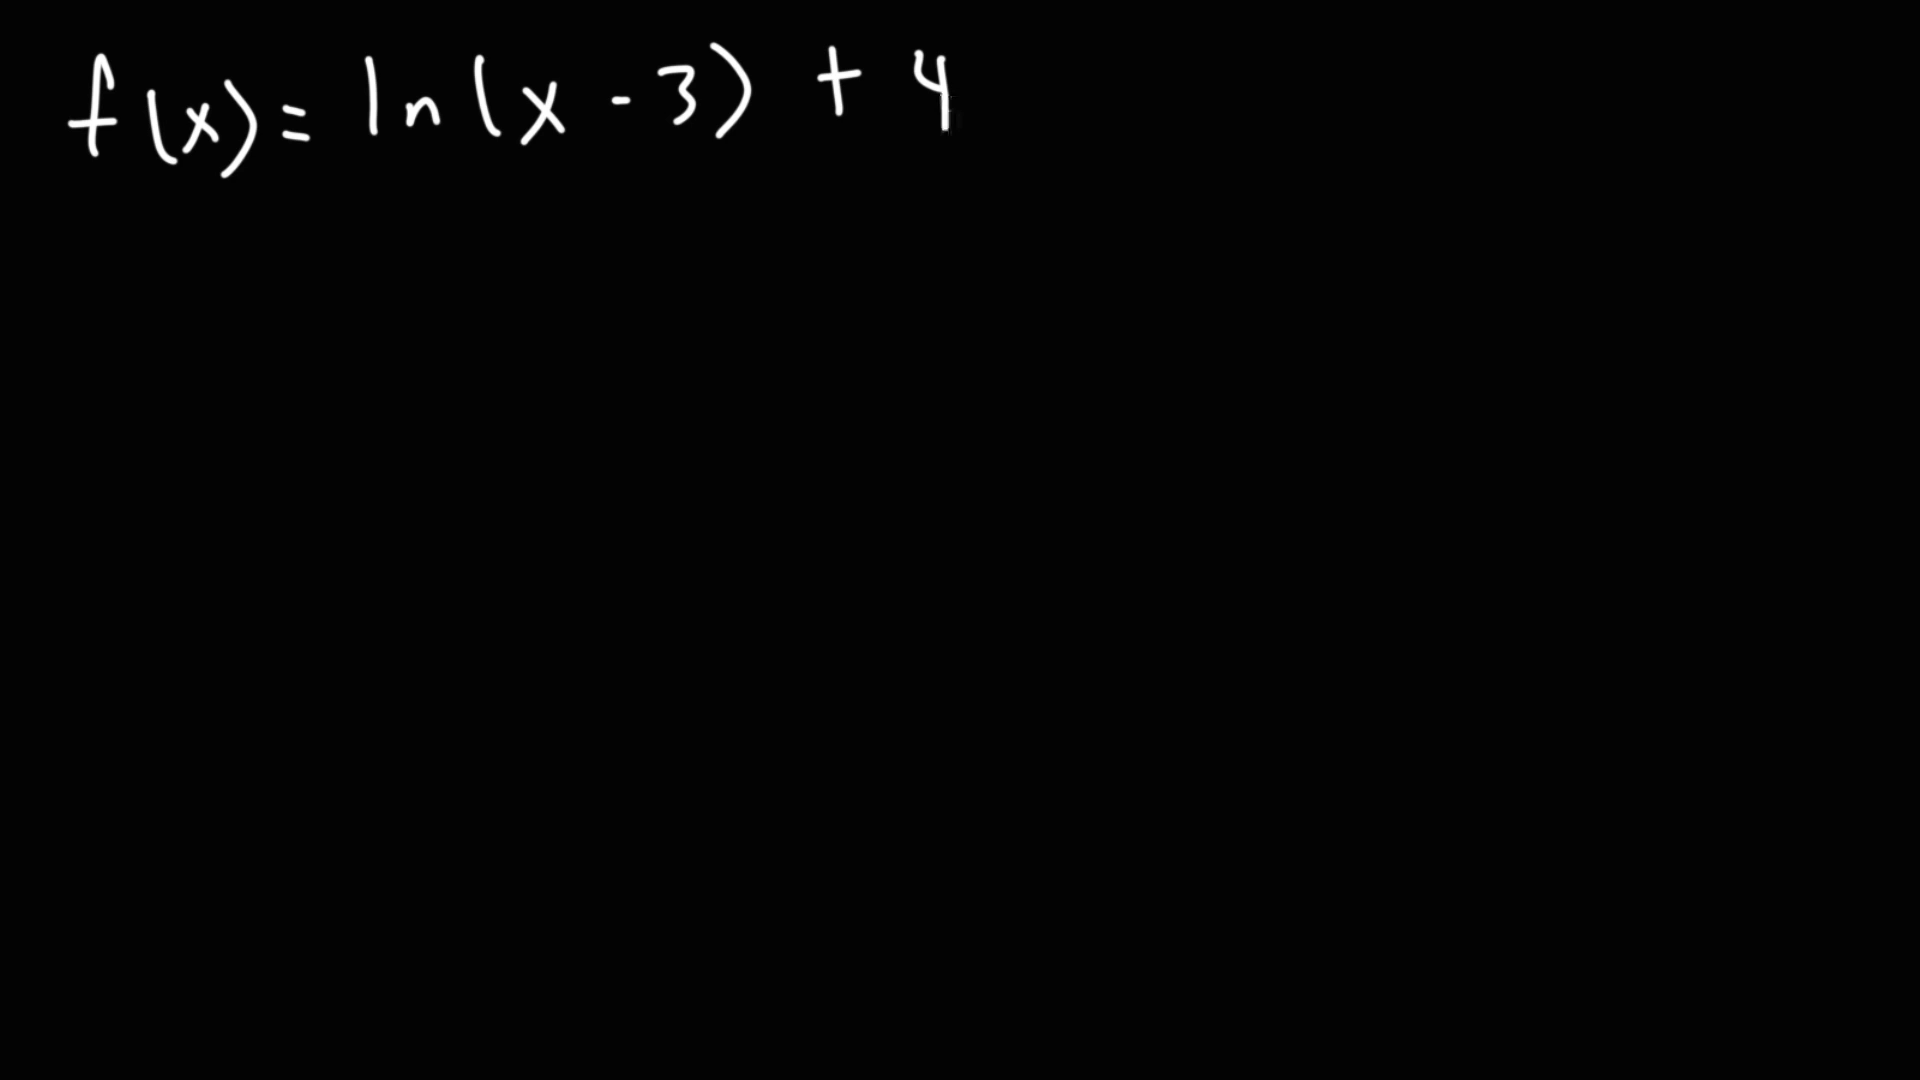 f(x) = ln(x - 3) + 4